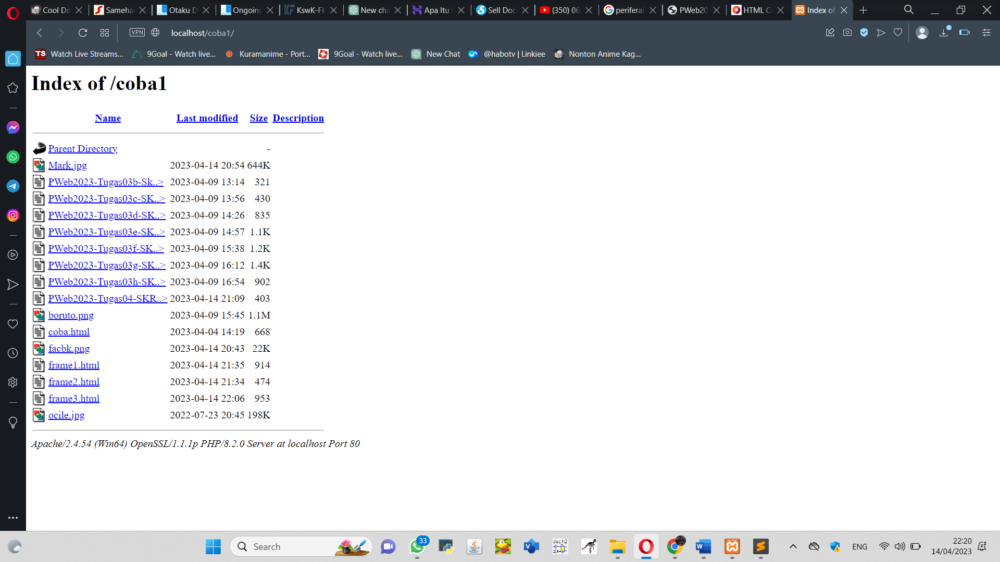 Cool Do
Sameha
Otaku D
Ongoing
KswK-Fk
New cha
Apa Itu
Sell Doc
(350) 06
periferal
PWeb20
HTML Co
Index of
VPN
localhost/coba1/
TS
Watch Live Streams...
9Goal - Watch live...
Kuramanime - Port...
9Goal - Watch live...
New Chat
@habotv | Linkiee
Nonton Anime Kag...
Index of /coba1
Name Last modified Size Description
Parent Directory -
Mark.jpg 2023-04-14 20:54 644K
PWeb2023-Tugas03b-Sk..> 2023-04-09 13:14 321
PWeb2023-Tugas03c-SK..> 2023-04-09 13:56 430
PWeb2023-Tugas03d-SK..> 2023-04-09 14:26 835
PWeb2023-Tugas03e-SK..> 2023-04-09 14:57 1.1K
PWeb2023-Tugas03f-SK..> 2023-04-09 15:38 1.2K
PWeb2023-Tugas03g-SK..> 2023-04-09 16:12 1.4K
PWeb2023-Tugas03h-SK..> 2023-04-09 16:54 902
PWeb2023-Tugas04-SKR..> 2023-04-14 21:09 403
boruto.png 2023-04-09 15:45 1.1M
coba.html 2023-04-04 14:19 668
facbk.png 2023-04-14 20:43 22K
frame1.html 2023-04-14 21:35 914
frame2.html 2023-04-14 21:34 474
frame3.html 2023-04-14 22:06 953
ocile.jpg 2022-07-23 20:45 198K
Apache/2.4.54 (Win64) OpenSSL/1.1.1p PHP/8.2.0 Server at localhost Port 80
Search
33
dsch2
ENG
22:20
14/04/2023